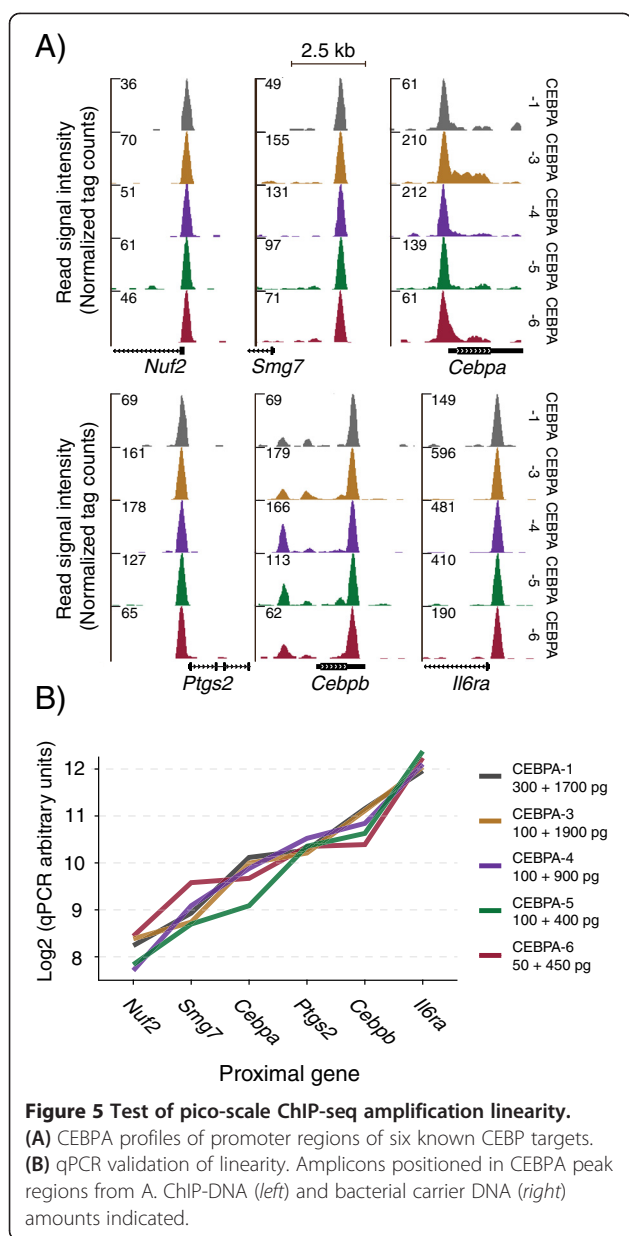 A)
2.5 kb
Read signal intensity
(Normalized tag counts)
36 49 61
CEBPA -1
70 155 210
CEBPA -3
51 131 212
CEBPA -4
61 97 139
CEBPA -5
46 71 61
CEBPA -6
Nuf2 Smg7 Cebpa
Read signal intensity
(Normalized tag counts)
69 69 149
CEBPA -1
161 179 596
CEBPA -3
178 166 481
CEBPA -4
127 113 410
CEBPA -5
65 62 190
CEBPA -6
Ptgs2 Cebpb Il6ra
B)
Log2 (qPCR arbitrary units)
12
11
10
9
8
Nuf2 Smg7 Cebpa Ptgs2 Cebpb Il6ra
Proximal gene
CEBPA-1
300 + 1700 pg
CEBPA-3
100 + 1900 pg
CEBPA-4
100 + 900 pg
CEBPA-5
100 + 400 pg
CEBPA-6
50 + 450 pg
Figure 5 Test of pico-scale ChIP-seq amplification linearity.
(A) CEBPA profiles of promoter regions of six known CEBP targets.
(B) qPCR validation of linearity. Amplicons positioned in CEBPA peak
regions from A. ChIP-DNA (left) and bacterial carrier DNA (right)
amounts indicated.